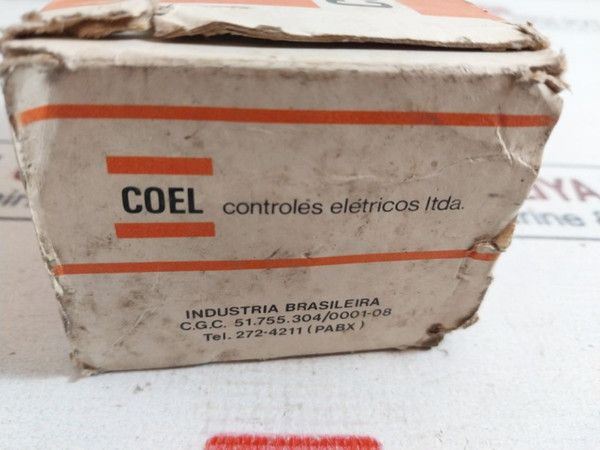 COEL controles elétricos ltda.
INDUSTRIA BRASILEIRA
C.G.C. 51.755.304/0001-08
Tel. 272-4211 (PABX)